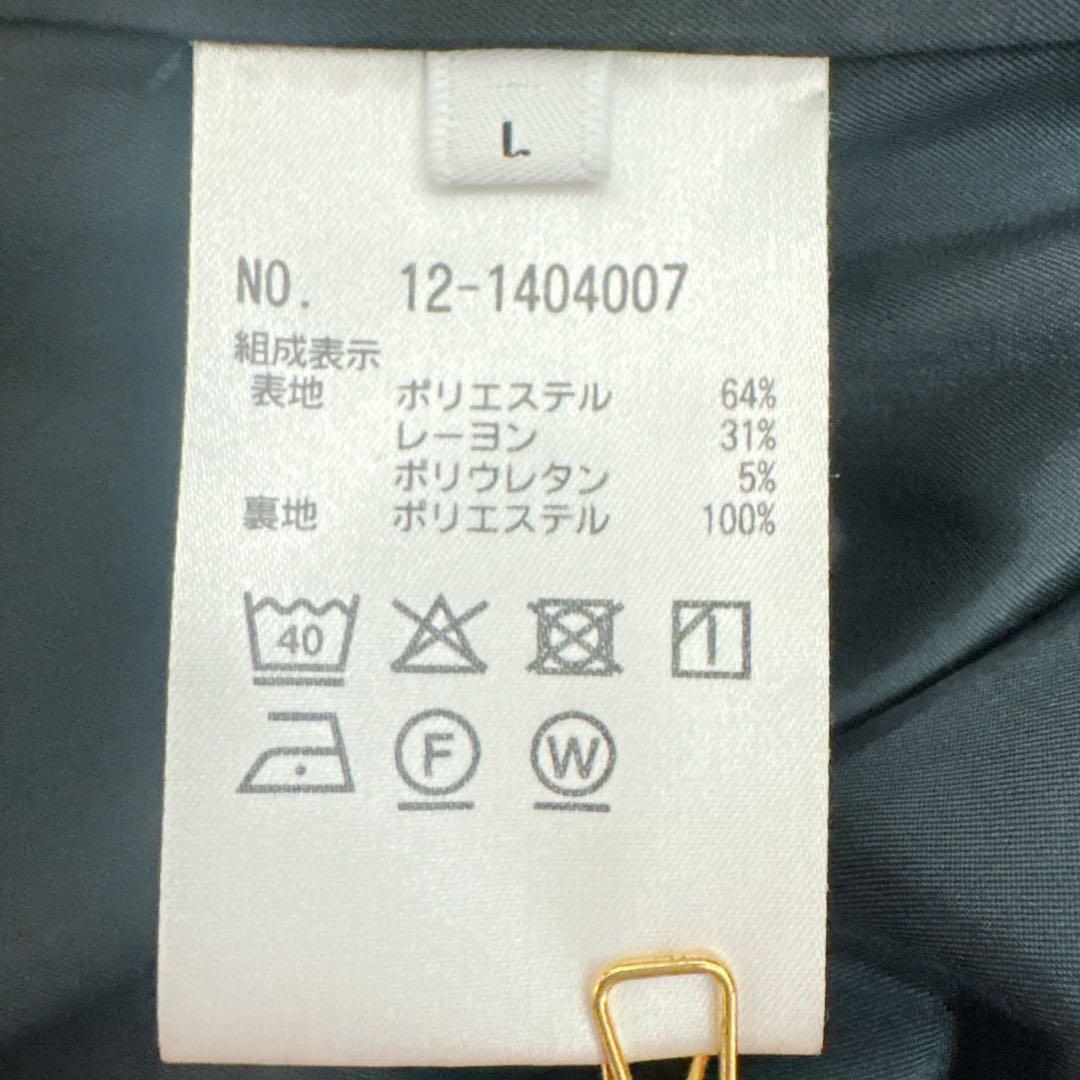 L
NO. 12-1404007
組成表示
表地 ポリエステル 64%
レーヨン 31%
ポリウレタン 5%
裏地 ポリエステル 100%
40
F W